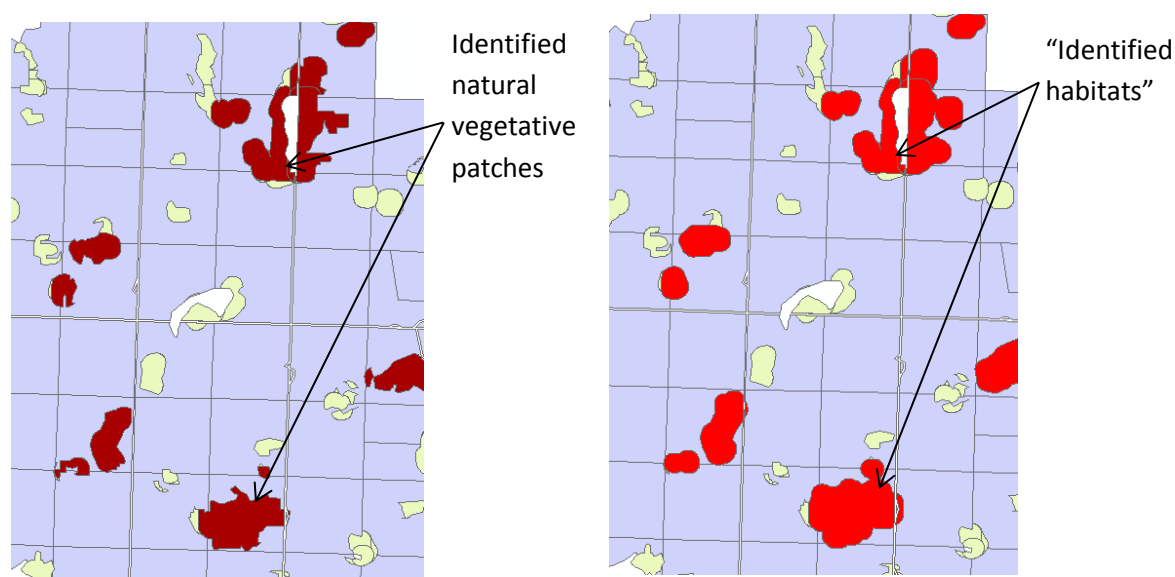 Identified
natural
vegetative
patches
“Identified
habitats”